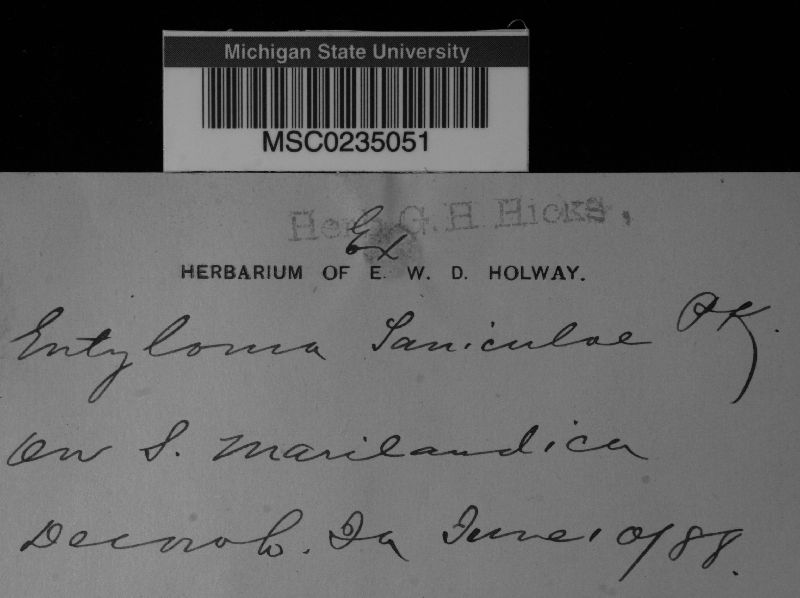 Michigan State University
MSC0235051
Herb. G. H Hicks,
Ex
HERBARIUM OF E. W. D. HOLWAY.
Entyloma Saniculae Pk.
on S. Marilandica
Decorah. Ia June 10/88.